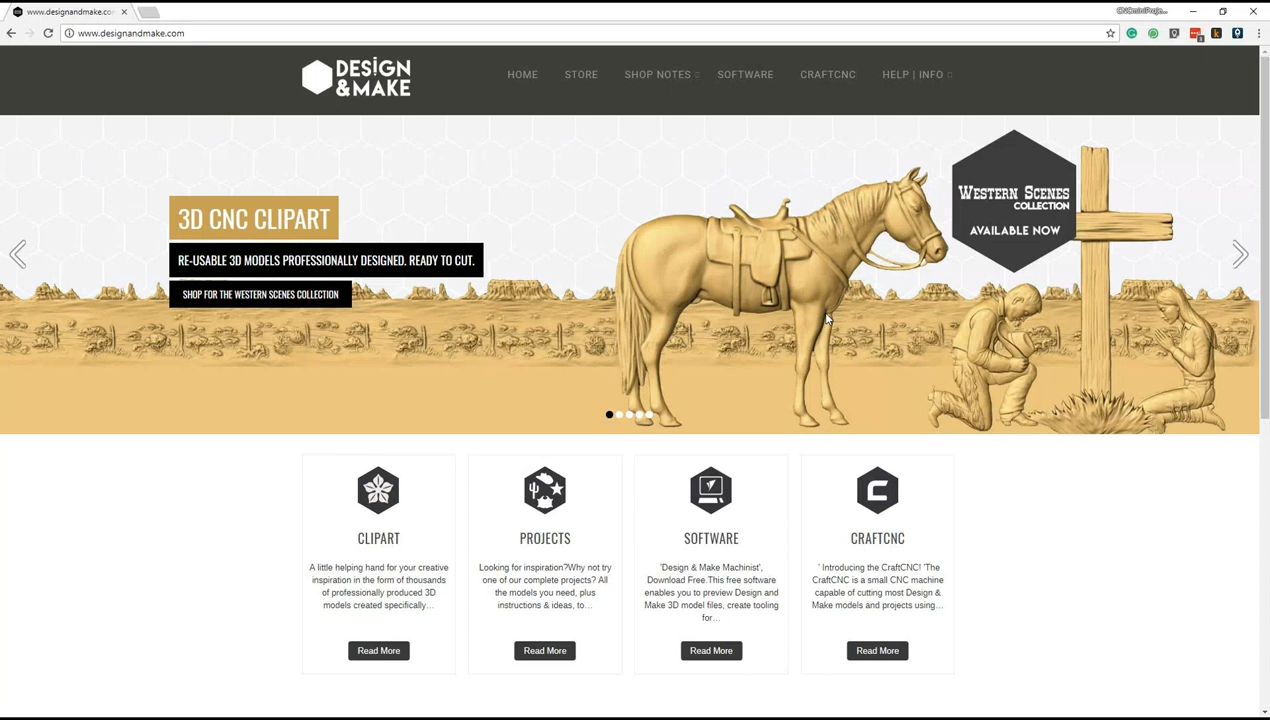 www.designandmake.co
CNCminiProje...
www.designandmake.com
DESIGN
&MAKE
HOME
STORE
SHOP NOTES
SOFTWARE
CRAFTCNC
HELP | INFO
3D CNC CLIPART
RE-USABLE 3D MODELS PROFESSIONALLY DESIGNED. READY TO CUT.
SHOP FOR THE WESTERN SCENES COLLECTION
WESTERN SCENES
COLLECTION
AVAILABLE NOW
CLIPART
A little helping hand for your creative
inspiration in the form of thousands
of professionally produced 3D
models created specifically…
Read More
PROJECTS
Looking for inspiration?Why not try
one of our complete projects? All
the models you need, plus
instructions & ideas, to…
Read More
SOFTWARE
'Design & Make Machinist',
Download Free.This free software
enables you to preview Design and
Make 3D model files, create tooling
for…
Read More
CRAFTCNC
' Introducing the CraftCNC! 'The
CraftCNC is a small CNC machine
capable of cutting most Design &
Make models and projects using…
Read More